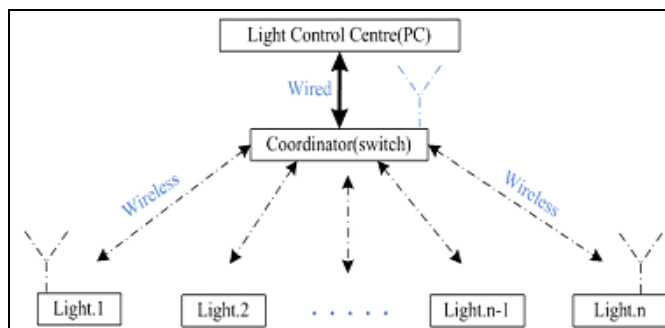 Light Control Centre(PC)
Wired
Coordinator(switch)
Wireless
Wireless
Light.1
Light.2
. . . . .
Light.n-1
Light.n